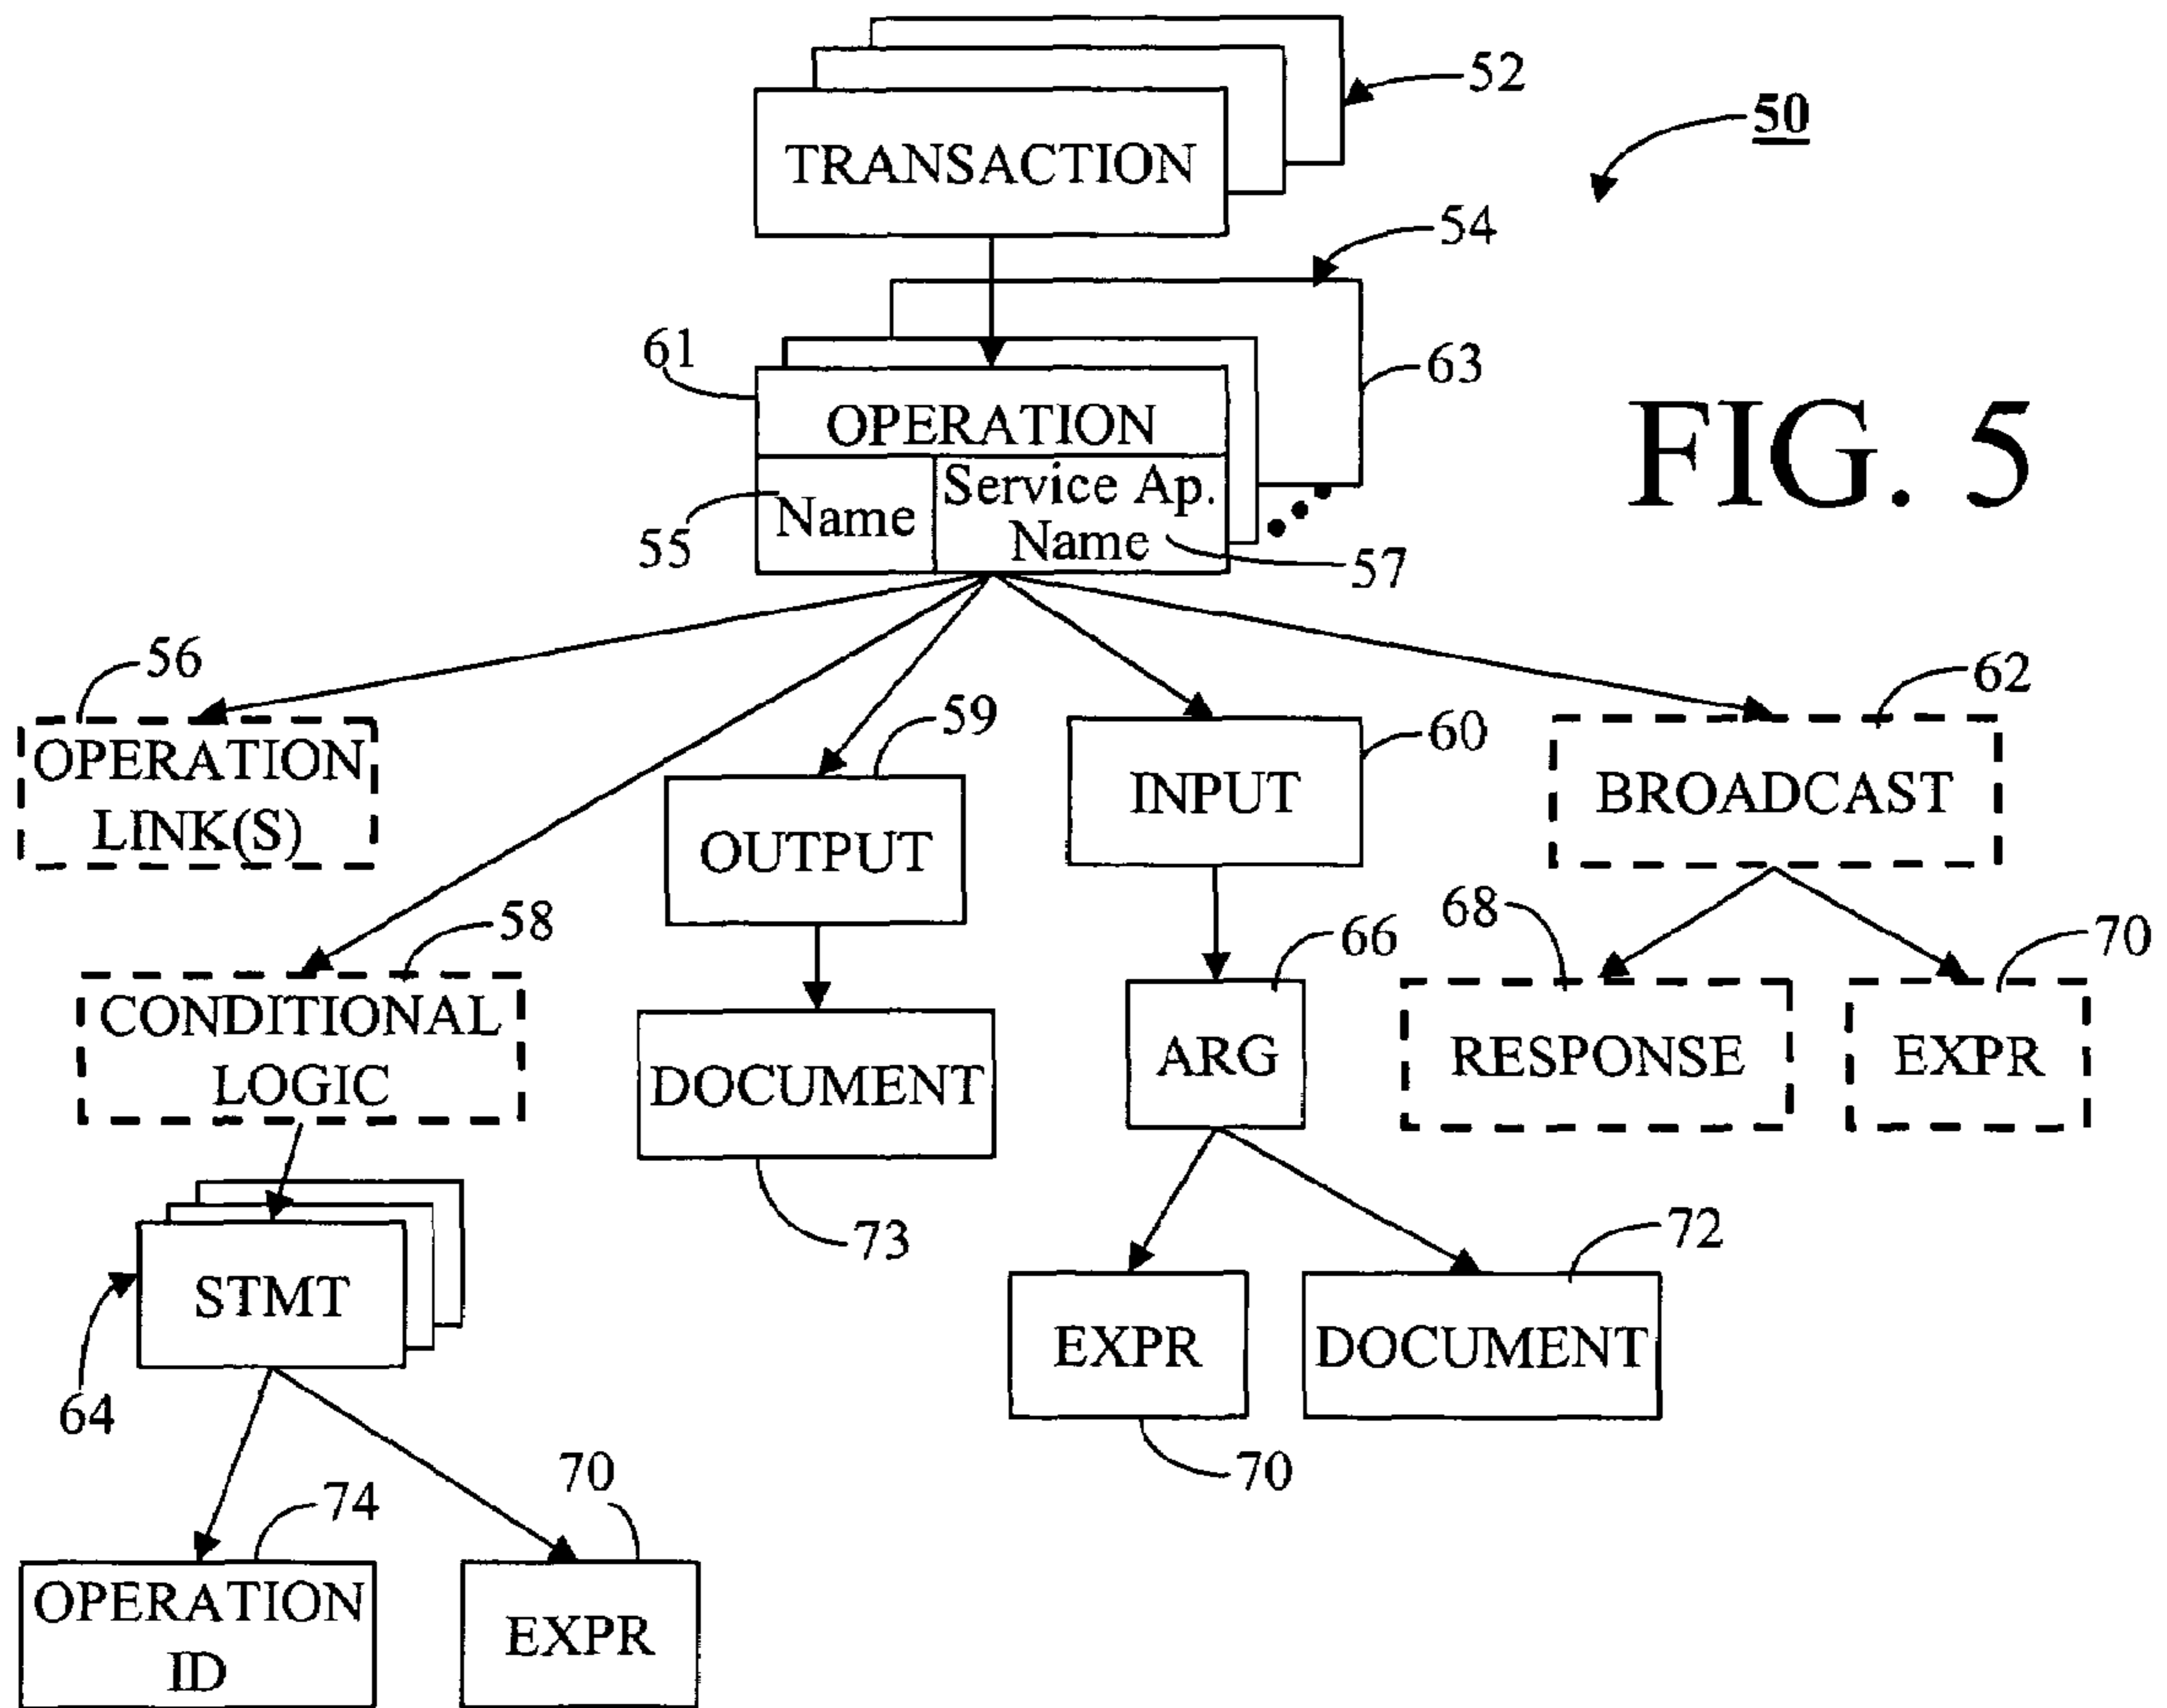 52
50
TRANSACTION
54
61
63
OPERATION
FIG. 5
Service Ap.
Name
Name
55
57
56
62
59
60
OPERATION
LINK(S)
INPUT
BROADCAST
OUTPUT
58
68
66
70
CONDITIONAL
LOGIC
ARG
RESPONSE
EXPR
DOCUMENT
73
72
STMT
EXPR
DOCUMENT
64
70
70
74
OPERATION
ID
EXPR